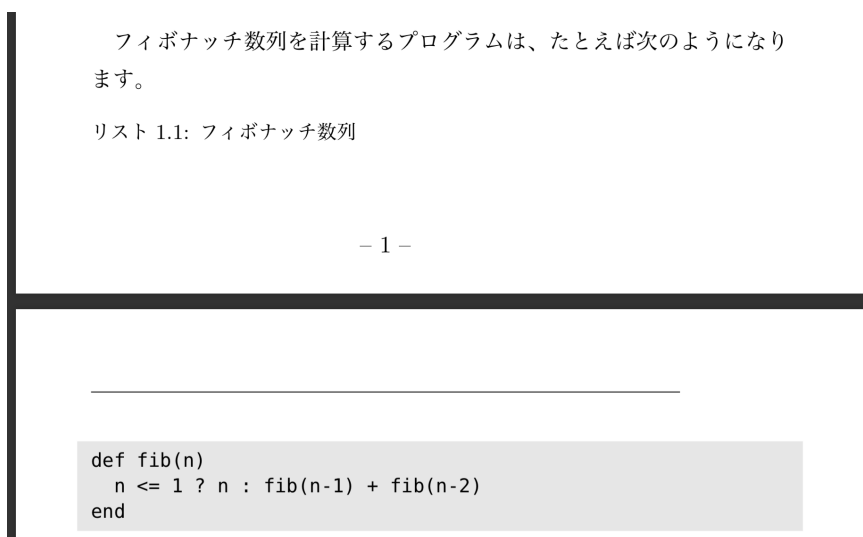 フィボナッチ数列を計算するプログラムは、たとえば次のようになり
ます。
リスト 1.1: フィボナッチ数列
– 1 –
def fib(n)
  n <= 1 ? n : fib(n-1) + fib(n-2)
end